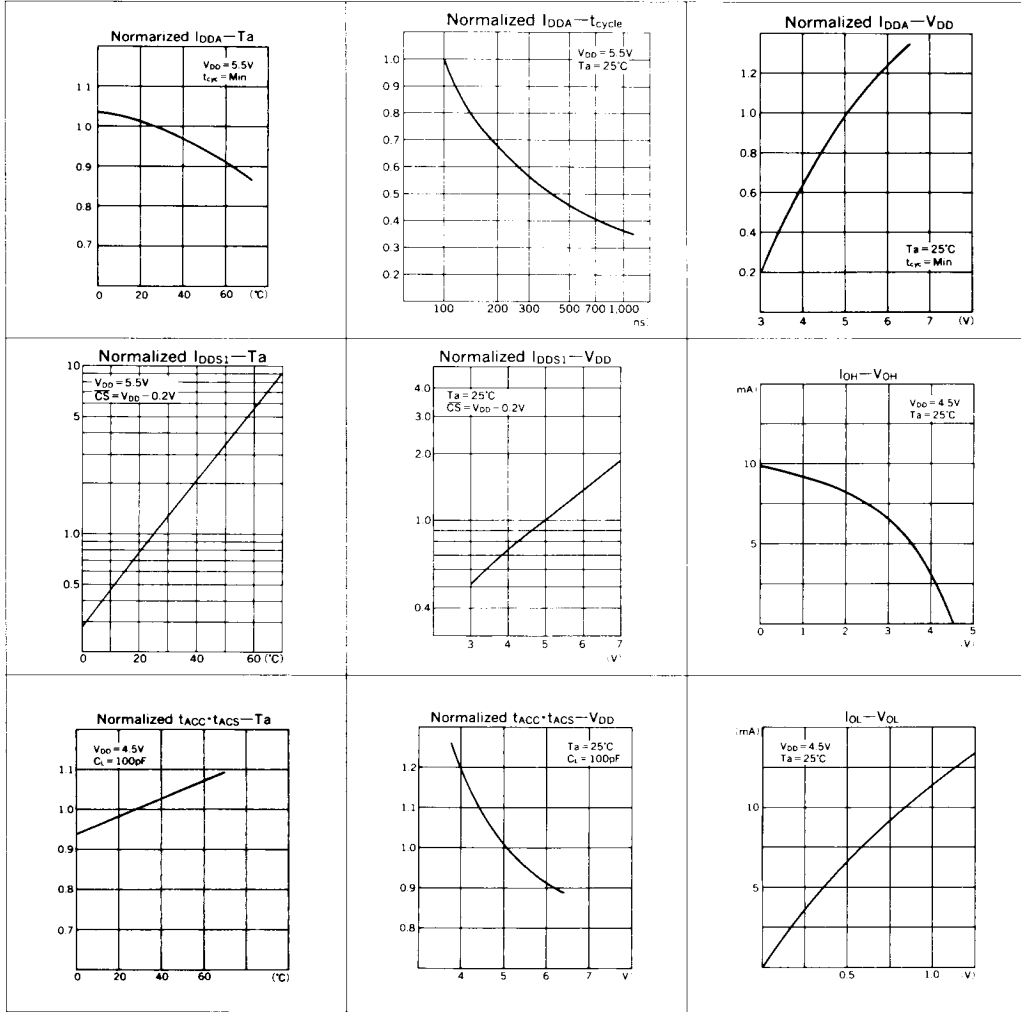 Normarized IDDA—Ta
VDD = 5.5V
tcyc = Min
1.1
1.0
0.9
0.8
0.7
0 20 40 60 (℃)
Normalized IDDA—tcycle
VDD = 5.5V
Ta = 25℃
1.0
0.9
0.8
0.7
0.6
0.5
0.4
0.3
0.2
100 200 300 500 700 1,000
ns)
Normalized IDDA—VDD
1.2
1.0
0.8
0.6
0.4
0.2
Ta = 25℃
tcyc = Min
3 4 5 6 7 (V)
Normalized IDDS1—Ta
VDD = 5.5V
CS = VDD − 0.2V
10
5
1.0
0.5
0 20 40 60 (℃)
Normalized IDDS1—VDD
Ta = 25℃
CS = VDD − 0.2V
4.0
3.0
2.0
1.0
0.4
3 4 5 6 7
(V)
IOH—VOH
mA)
VDD = 4.5V
Ta = 25℃
10
5
0 1 2 3 4 5
(V)
Normalized tACC・tACS—Ta
VDD = 4.5V
CL = 100pF
1.1
1.0
0.9
0.8
0.7
0 20 40 60 (℃)
Normalized tACC・tACS—VDD
Ta = 25℃
CL = 100pF
1.2
1.1
1.0
0.9
0.8
4 5 6 7 V)
IOL—VOL
(mA)
VDD = 4.5V
Ta = 25℃
10
5
0.5 1.0 (V)